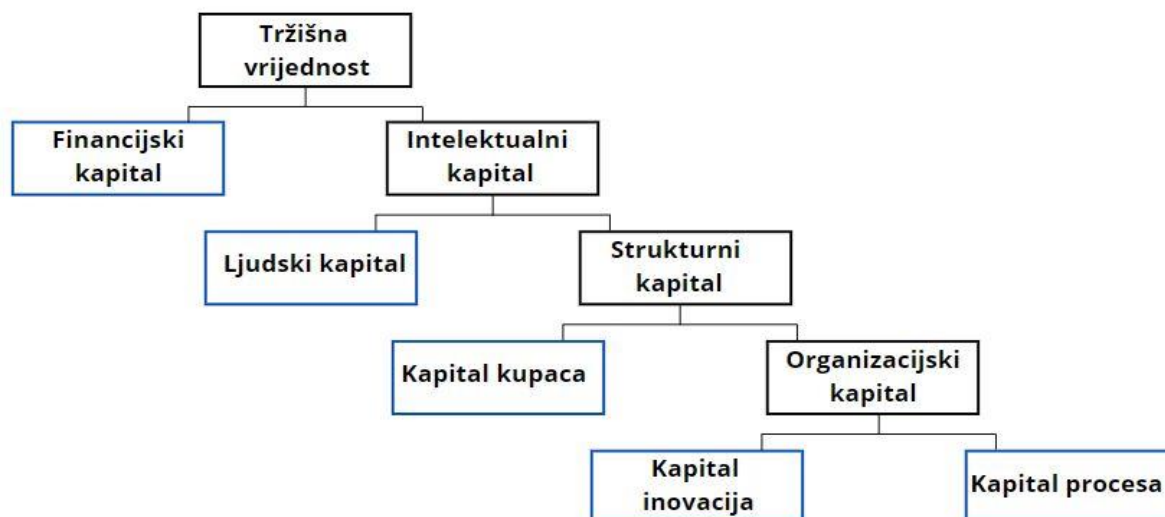 Tržišna
vrijednost
Financijski
kapital
Intelektualni
kapital
Ljudski kapital
Strukturni
kapital
Kapital kupaca
Organizacijski
kapital
Kapital
inovacija
Kapital procesa